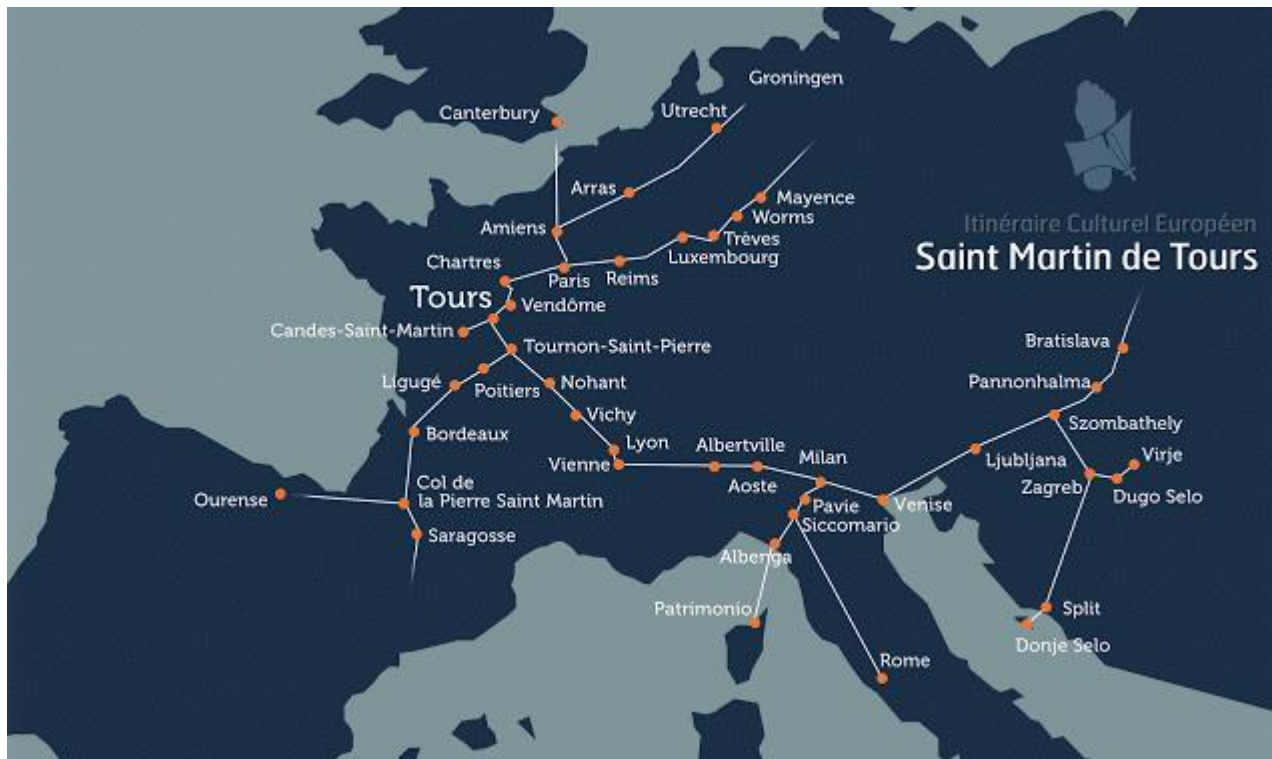 Groningen
Canterbury
Utrecht
Arras
Mayence
Worms
Amiens
Trèves
Luxembourg
Itinéraire Culturel Européen
Saint Martin de Tours
Chartres
Paris
Reims
Tours
Vendôme
Candes-Saint-Martin
Tournon-Saint-Pierre
Bratislava
Ligugé
Poitiers
Nohant
Pannonhalma
Vichy
Szombathely
Bordeaux
Lyon
Albertville
Milan
Vienne
Aoste
Ljubljana
Virje
Zagreb
Dugo Selo
Ourense
Col de
la Pierre Saint Martin
Pavie
Venise
Siccomario
Saragosse
Albenga
Patrimonio
Split
Donje Selo
Rome